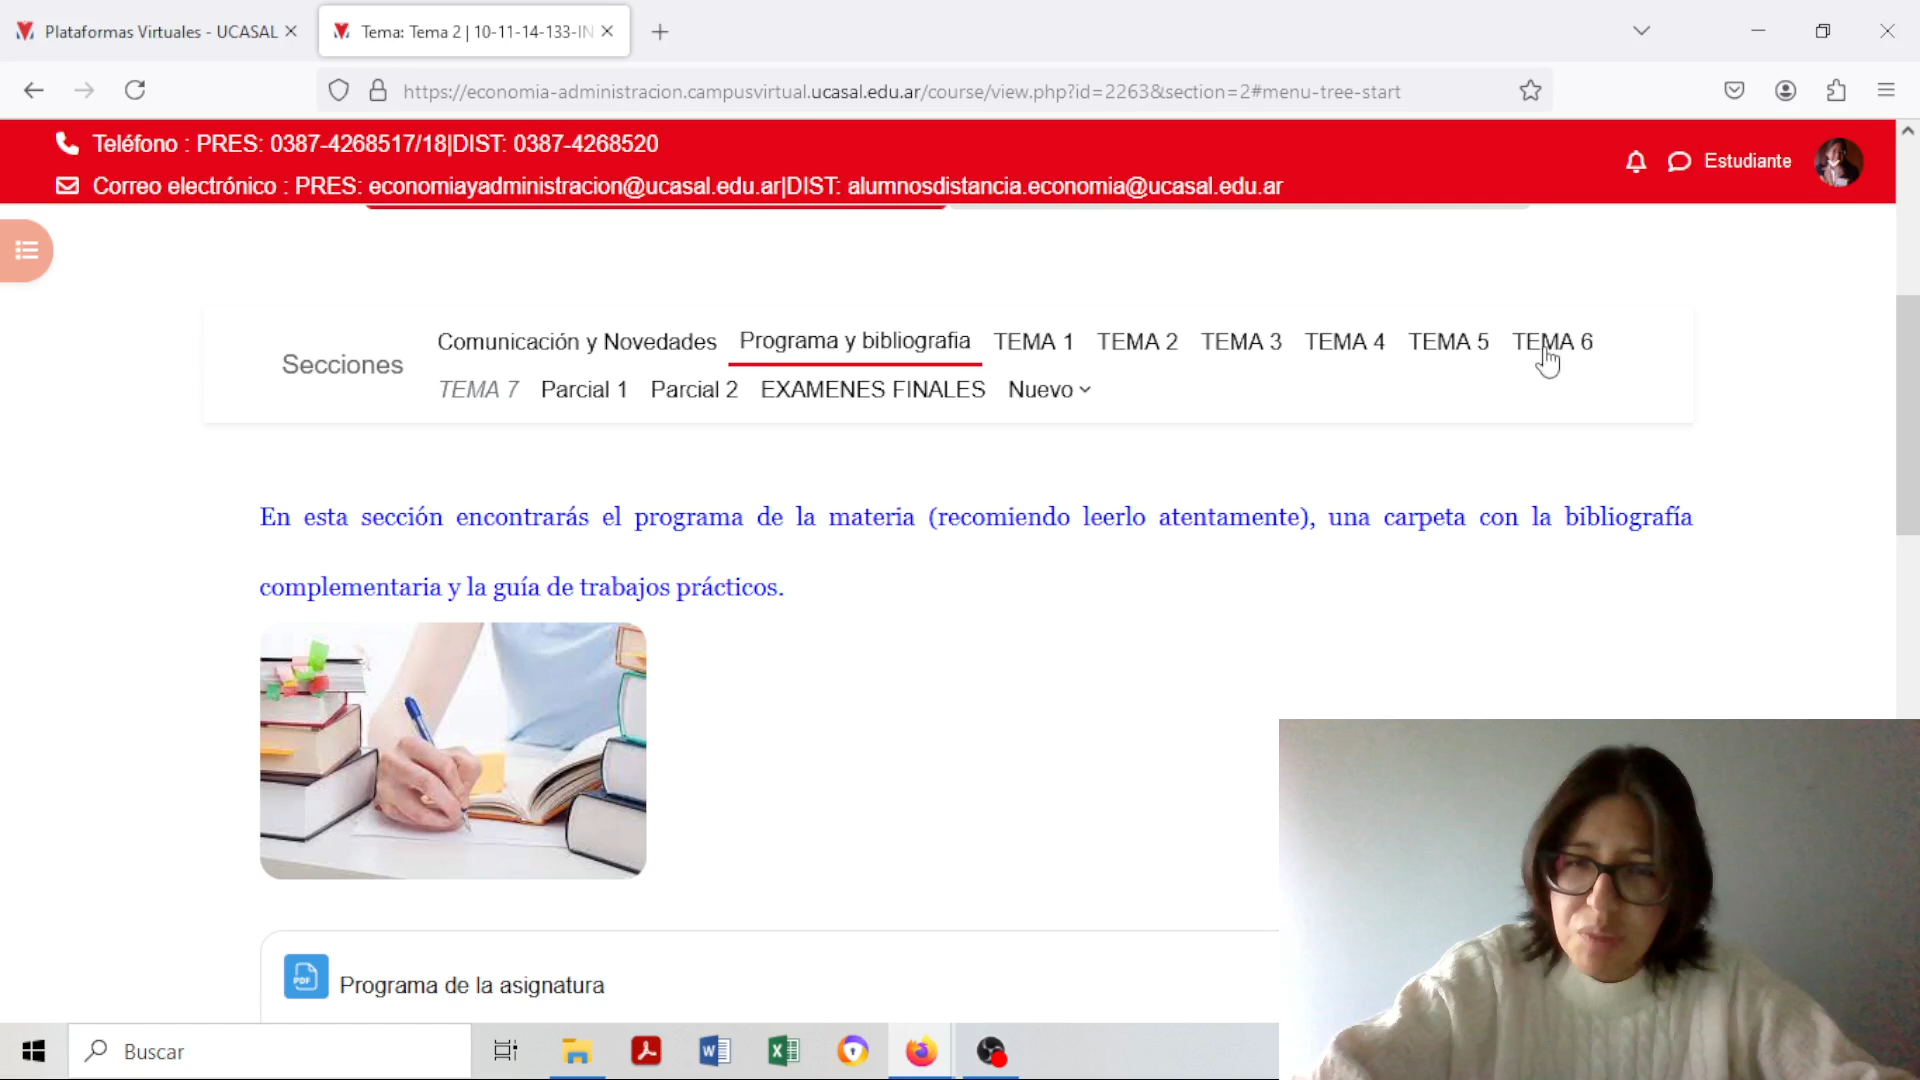 Plataformas Virtuales - UCASAL
Tema: Tema 2 | 10-11-14-133-IN
https://economia-administracion.campusvirtual.ucasal.edu.ar/course/view.php?id=2263&section=2#menu-tree-start
Teléfono : PRES: 0387-4268517/18|DIST: 0387-4268520
Correo electrónico : PRES: economiayadministracion@ucasal.edu.ar|DIST: alumnosdistancia.economia@ucasal.edu.ar
Estudiante
Secciones
Comunicación y Novedades Programa y bibliografia TEMA 1 TEMA 2 TEMA 3 TEMA 4 TEMA 5 TEMA 6
TEMA 7 Parcial 1 Parcial 2 EXAMENES FINALES Nuevo
En esta sección encontrarás el programa de la materia (recomiendo leerlo atentamente), una carpeta con la bibliografía
complementaria y la guía de trabajos prácticos.
PDF
Programa de la asignatura
Buscar